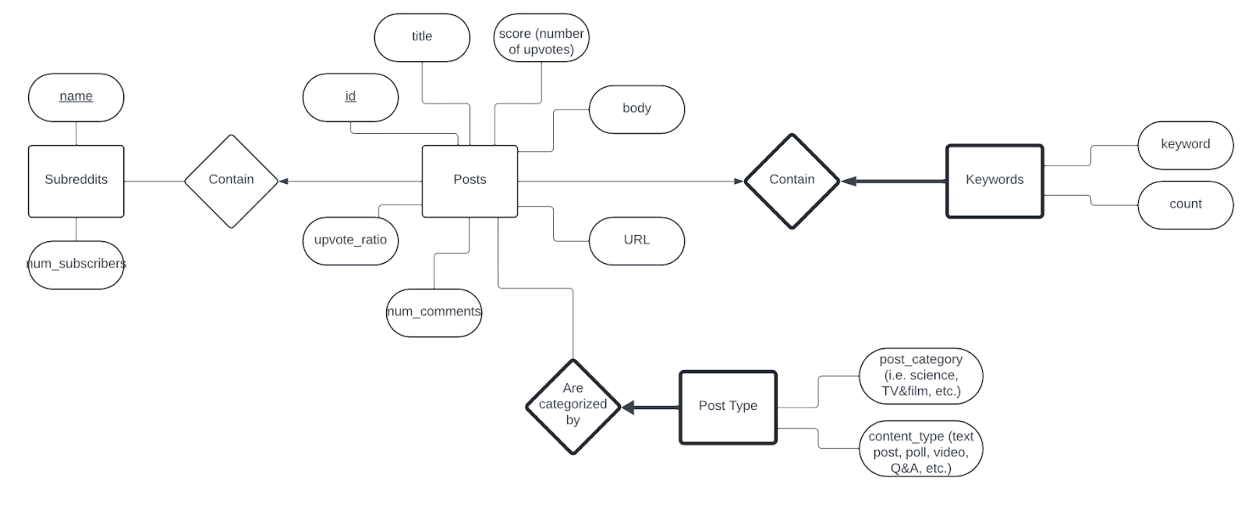 title
score (number
of upvotes)
name
id
body
keyword
Subreddits
Contain
Posts
Contain
Keywords
count
upvote_ratio
URL
num_subscribers
num_comments
post_category
(i.e. science,
TV&film, etc.)
Are
categorized
by
Post Type
content_type (text
post, poll, video,
Q&A, etc.)